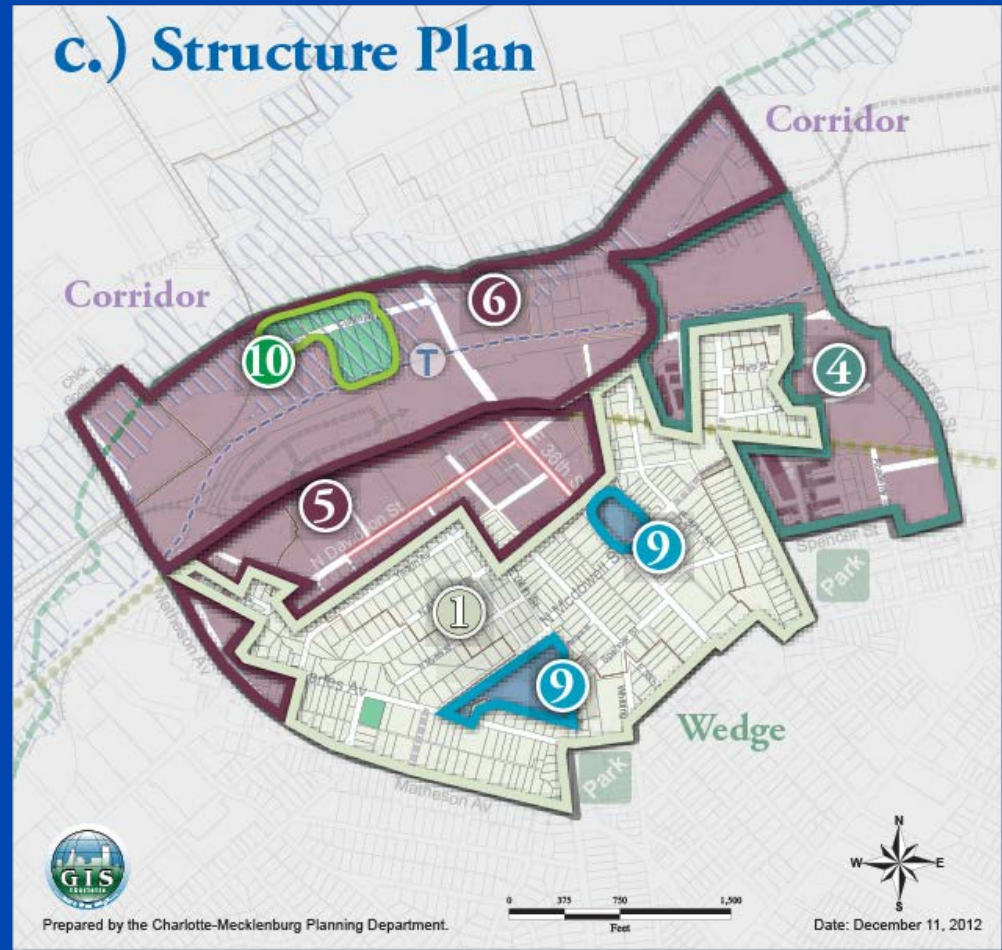 c.) Structure Plan
Corridor
N Tryon St
E Craighead Rd
Corridor
6
10
T
4
Anderson St
E 36th St
5
N Davidson St
9
Spencer St
Park
Matheson Av
1
N Mcdowell St
9
Wedge
Park
Matheson Av
GIS
N
W
E
S
0 375 750 1,500
Feet
Prepared by the Charlotte-Mecklenburg Planning Department.
Date: December 11, 2012